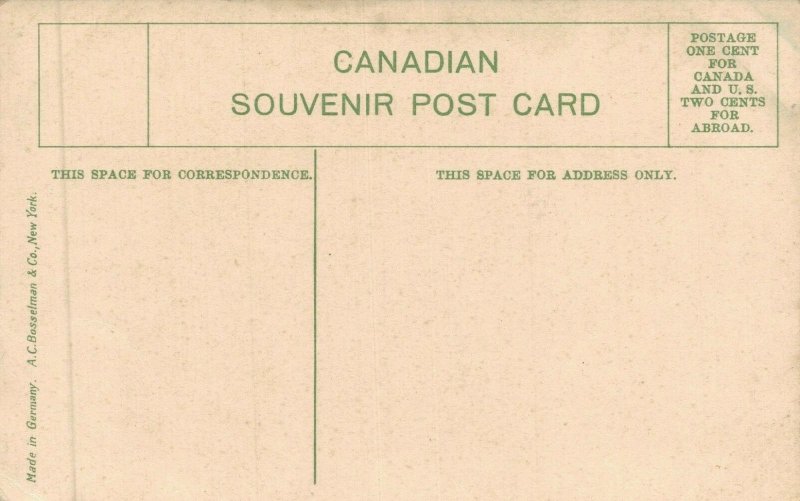 CANADIAN
SOUVENIR POST CARD
POSTAGE
ONE CENT
FOR
CANADA
AND U. S.
TWO CENTS
FOR
ABROAD.
THIS SPACE FOR CORRESPONDENCE.
THIS SPACE FOR ADDRESS ONLY.
Made in Germany. A.C. Bosselman & Co., New York.